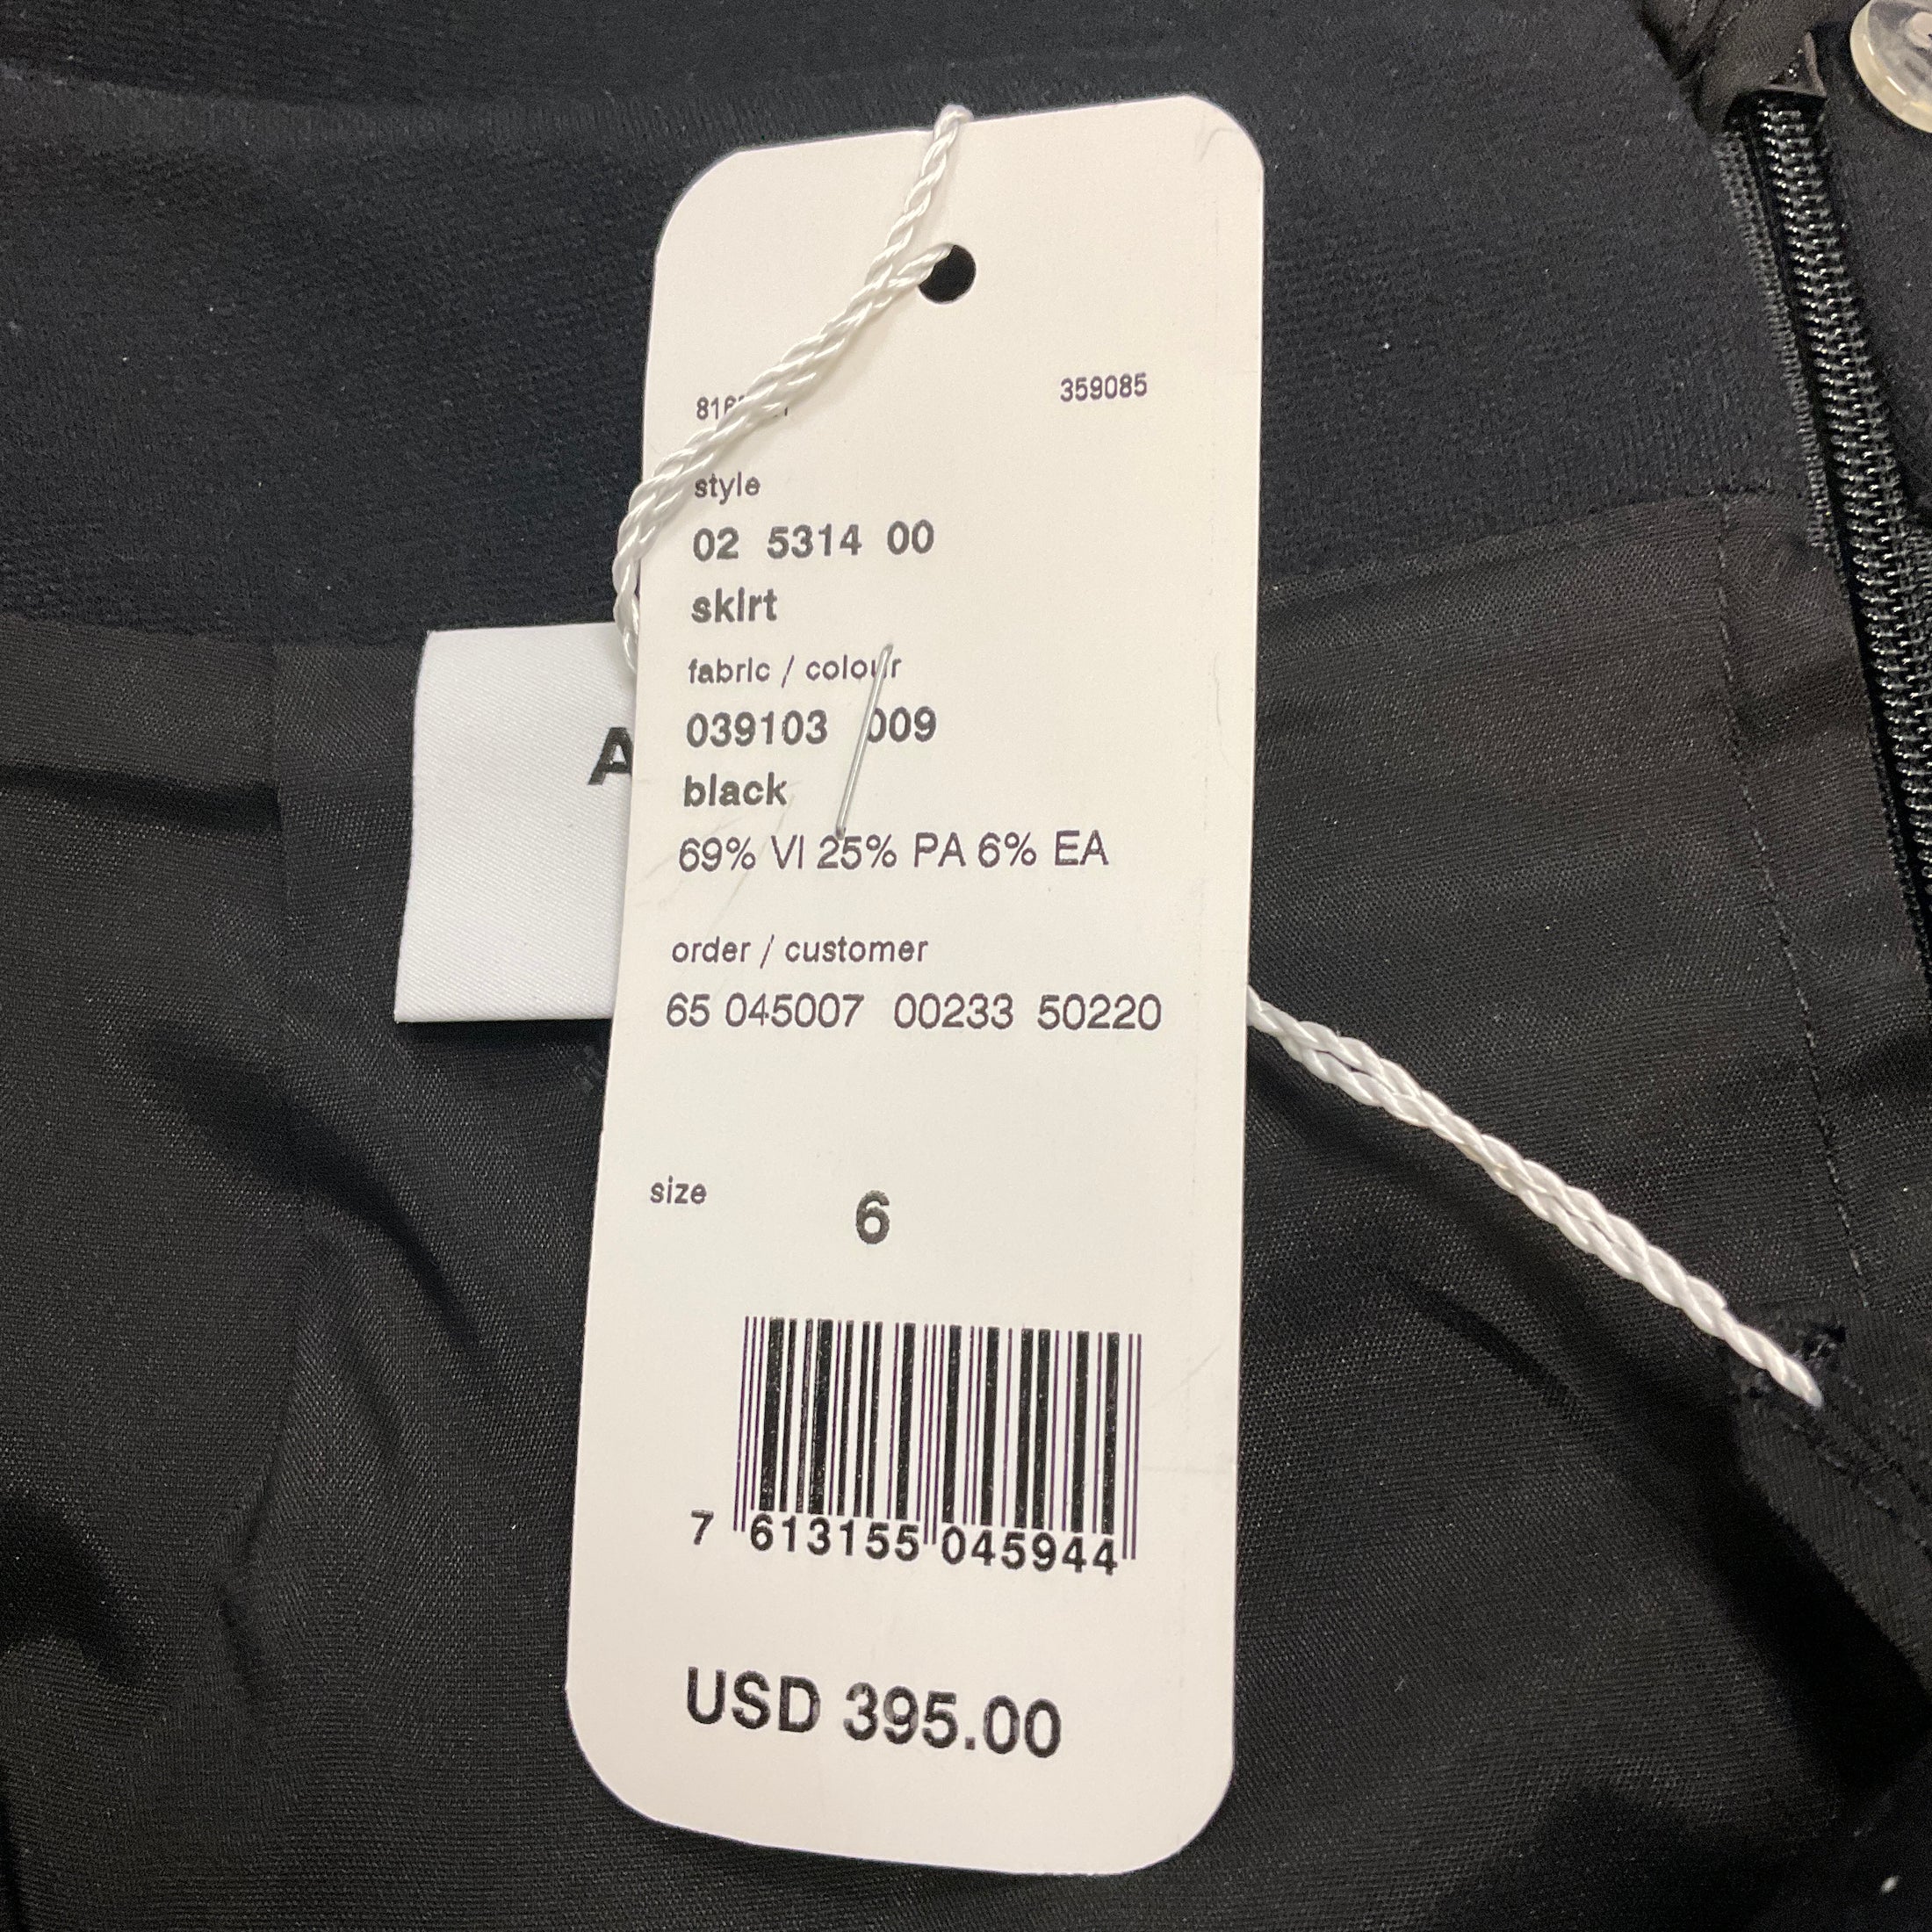 359085
style
02 5314 00
skirt
fabric / colour
039103 009
black
69% VI 25% PA 6% EA
order / customer
65 045007 00233 50220
size
6
7 613155 045944
USD 395.00